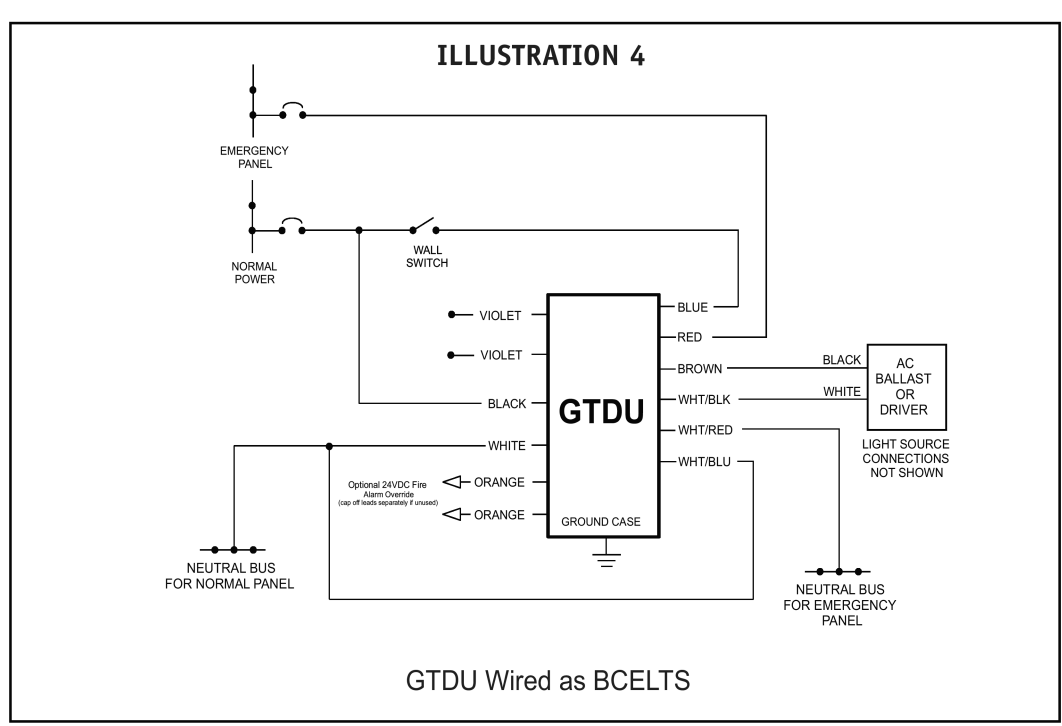 ILLUSTRATION 4
EMERGENCY
PANEL
NORMAL
POWER
WALL
SWITCH
VIOLET
VIOLET
BLACK
WHITE
Optional 24VDC Fire
Alarm Override
(cap off leads separately if unused)
ORANGE
ORANGE
GTDU
GROUND CASE
BLUE
RED
BROWN
WHT/BLK
WHT/RED
WHT/BLU
BLACK
WHITE
AC
BALLAST
OR
DRIVER
LIGHT SOURCE
CONNECTIONS
NOT SHOWN
NEUTRAL BUS
FOR NORMAL PANEL
NEUTRAL BUS
FOR EMERGENCY
PANEL
GTDU Wired as BCELTS